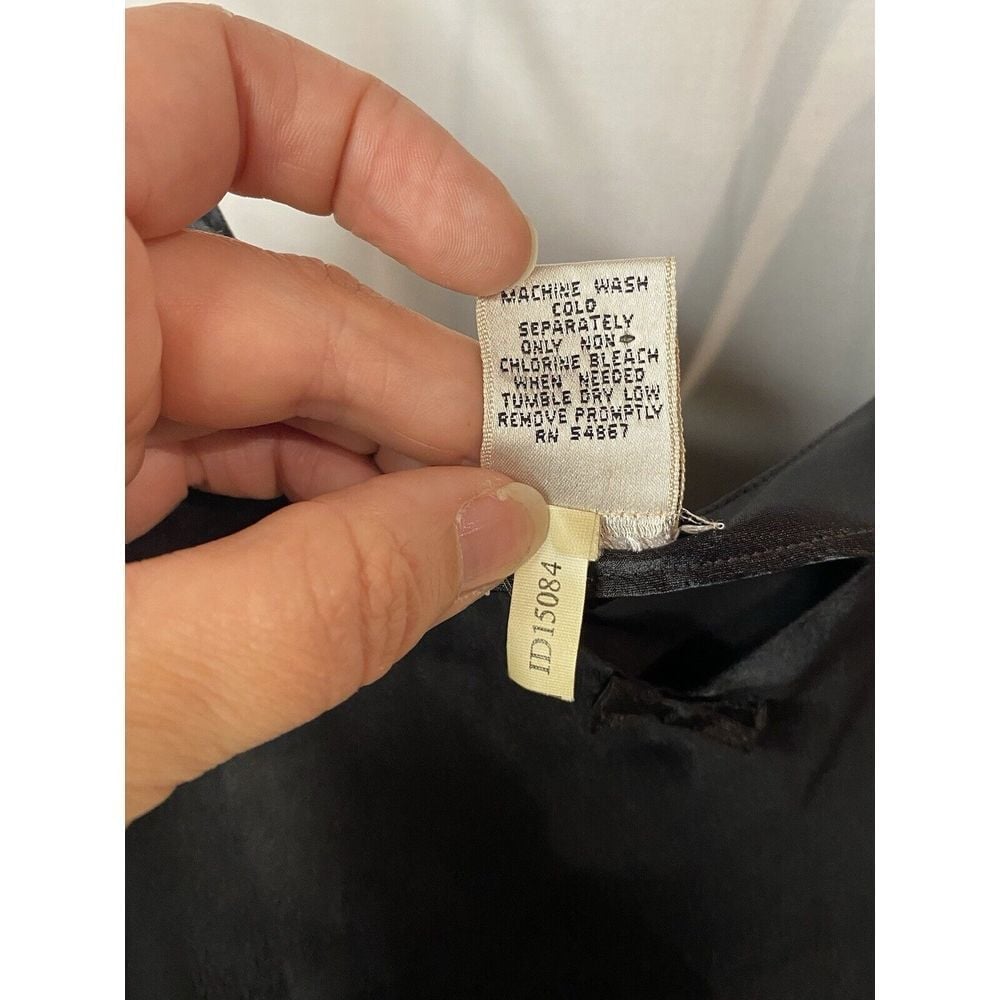 MACHINE WASH
COLD
SEPARATELY
ONLY NON-
CHLORINE BLEACH
WHEN NEEDED
TUMBLE DRY LOW
REMOVE PROMPTLY
RN 54867
ID15084